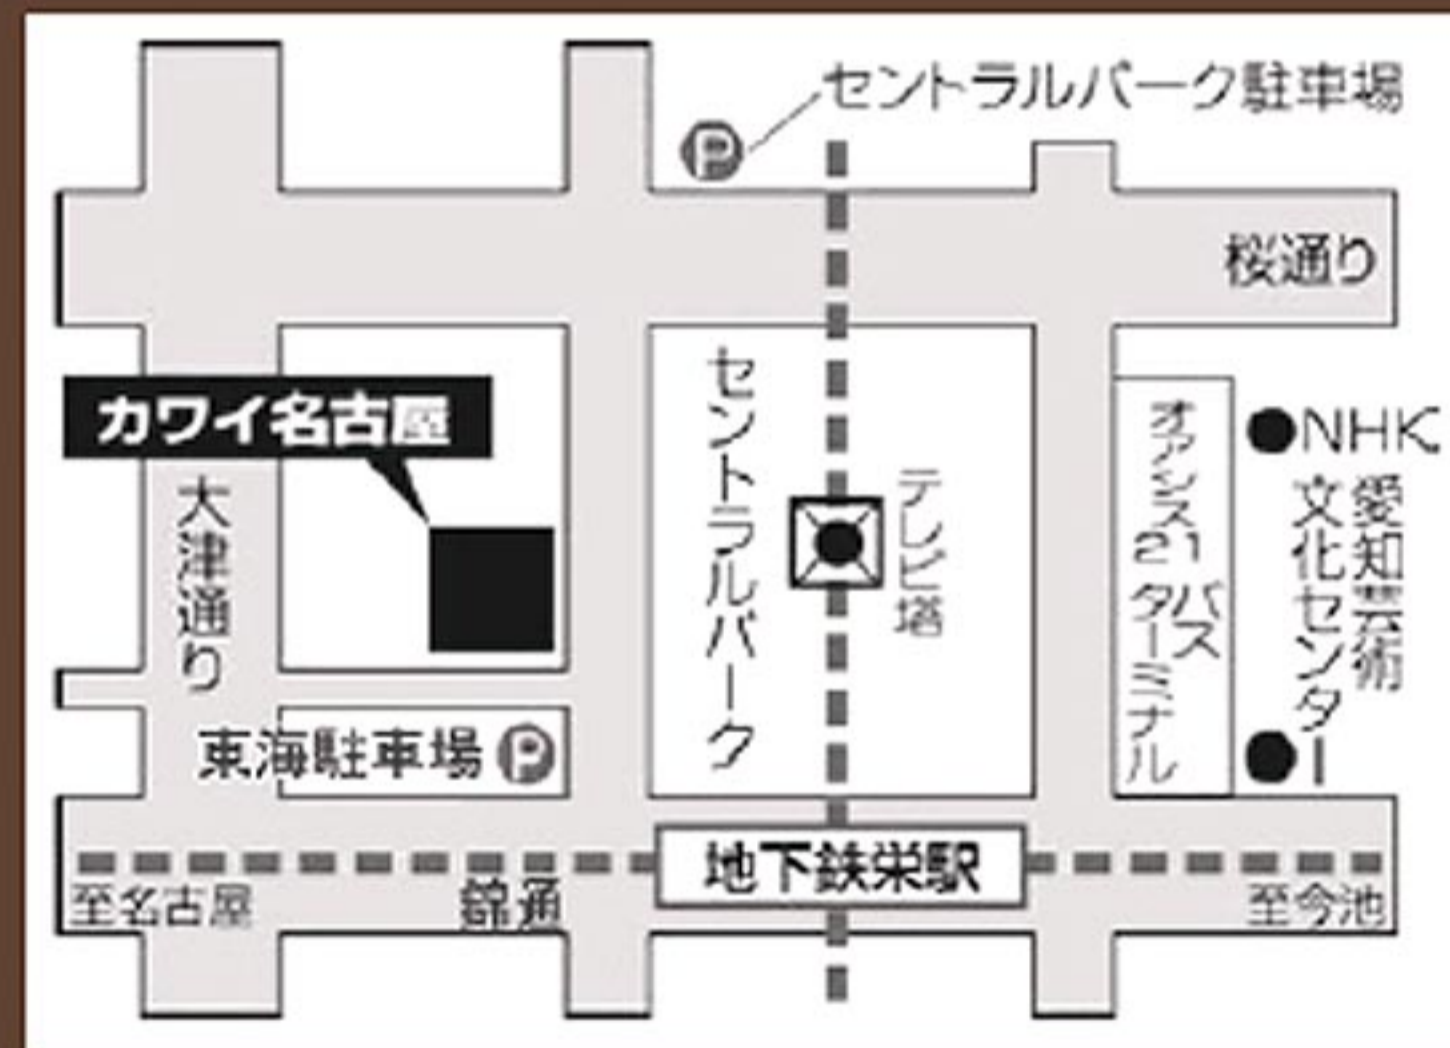 セントラルパーク駐車場
P
桜通り
カワイ名古屋
大津通り
セントラルパーク
テレビ塔
オアシス21
バス
ターミナル
NHK
愛知芸術
文化センター
東海駐車場
P
地下鉄栄駅
至名古屋
錦通
至今池